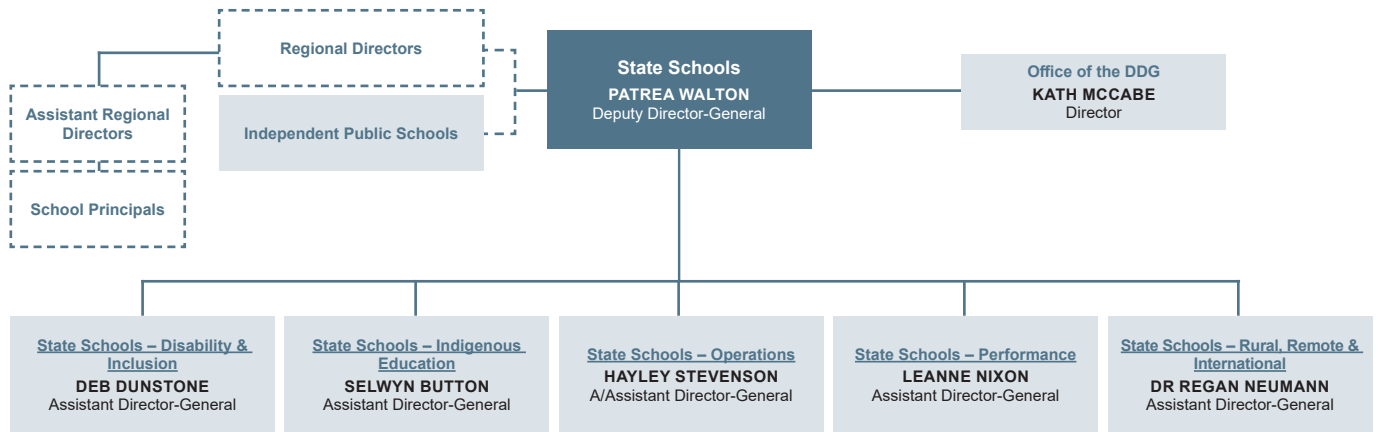 Regional Directors
Independent Public Schools
Assistant Regional
Directors
School Principals
State Schools
PATREA WALTON
Deputy Director-General
Office of the DDG
KATH MCCABE
Director
State Schools – Disability &
Inclusion
DEB DUNSTONE
Assistant Director-General
State Schools – Indigenous
Education
SELWYN BUTTON
Assistant Director-General
State Schools – Operations
HAYLEY STEVENSON
A/Assistant Director-General
State Schools – Performance
LEANNE NIXON
Assistant Director-General
State Schools – Rural, Remote &
International
DR REGAN NEUMANN
Assistant Director-General